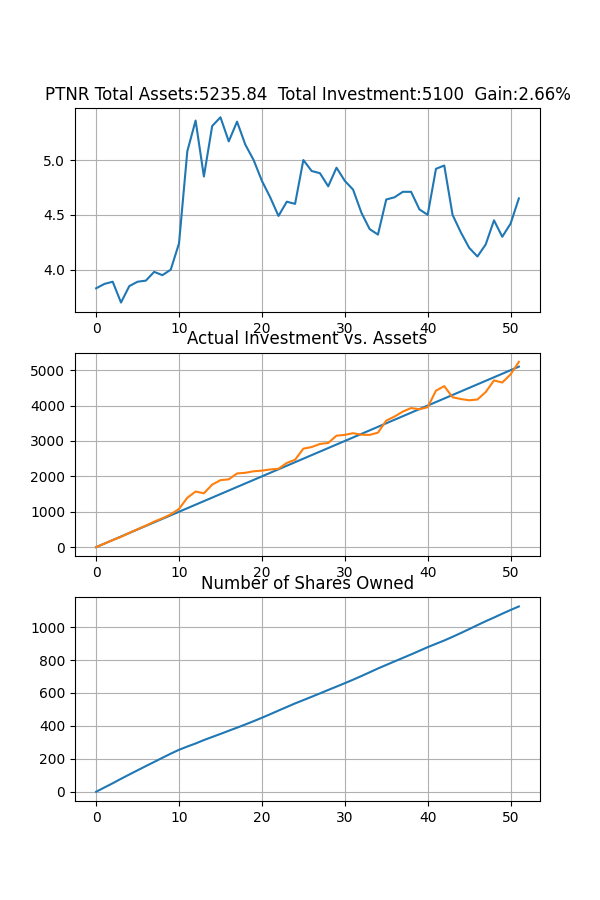 PTNR Total Assets:5235.84  Total Investment:5100  Gain:2.66%
5.0
4.5
4.0
0 10 20 30 40 50
Actual Investment vs. Assets
5000
4000
3000
2000
1000
0
0 10 20 30 40 50
Number of Shares Owned
1000
800
600
400
200
0
0 10 20 30 40 50